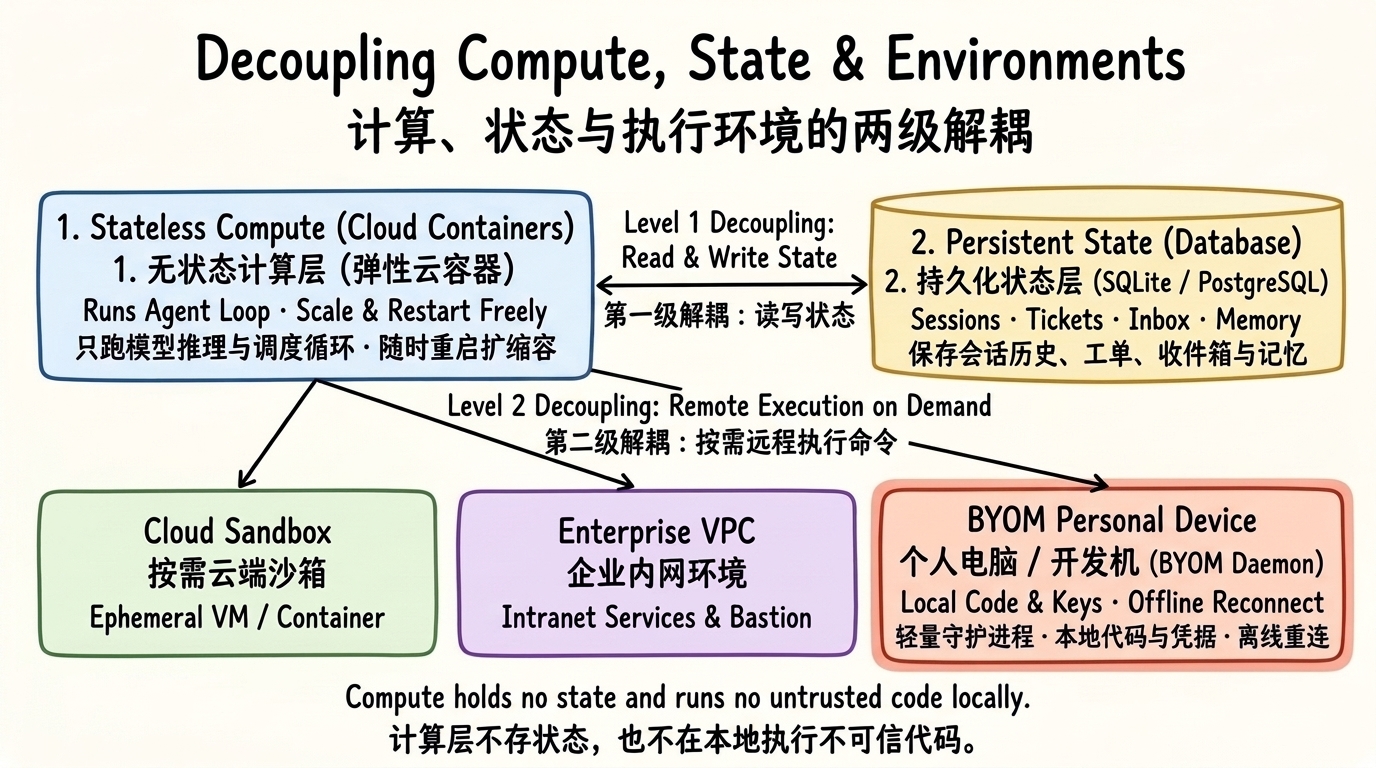 Decoupling Compute, State & Environments
计算、状态与执行环境的两级解耦
1. Stateless Compute (Cloud Containers)
1. 无状态计算层 (弹性云容器)
Runs Agent Loop · Scale & Restart Freely
只跑模型推理与调度循环 · 随时重启扩缩容
Level 1 Decoupling:
Read & Write State
第一级解耦：读写状态
2. Persistent State (Database)
2. 持久化状态层 (SQLite / PostgreSQL)
Sessions · Tickets · Inbox · Memory
保存会话历史、工单、收件箱与记忆
Level 2 Decoupling: Remote Execution on Demand
第二级解耦：按需远程执行命令
Cloud Sandbox
按需云端沙箱
Ephemeral VM / Container
Enterprise VPC
企业内网环境
Intranet Services & Bastion
BYOM Personal Device
个人电脑 / 开发机 (BYOM Daemon)
Local Code & Keys · Offline Reconnect
轻量守护进程 · 本地代码与凭据 · 离线重连
Compute holds no state and runs no untrusted code locally.
计算层不存状态，也不在本地执行不可信代码。